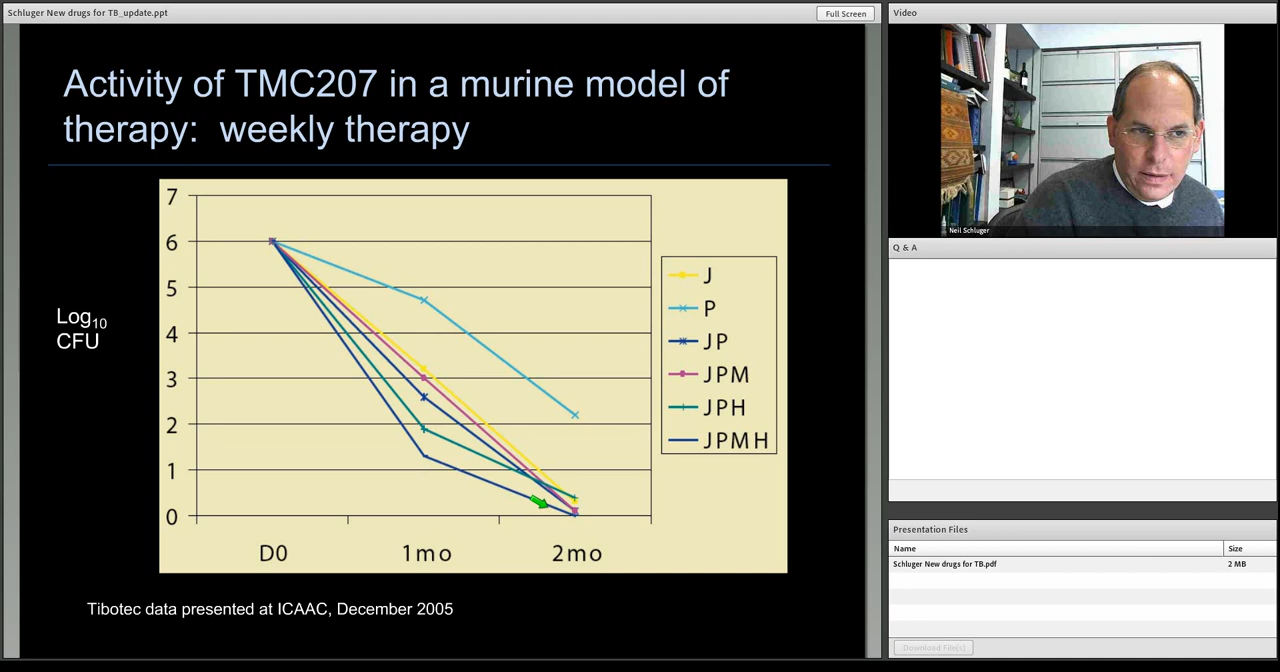 Schluger New drugs for TB_update.ppt
Full Screen
Activity of TMC207 in a murine model of
therapy: weekly therapy
Log10
CFU
7
6
5
4
3
2
1
0
D0 1mo 2mo
J
P
JP
JPM
JPH
JPMH
Tibotec data presented at ICAAC, December 2005
Video
Neil Schluger
Q & A
Presentation Files
Name Size
Schluger New drugs for TB.pdf 2 MB
Download File(s)